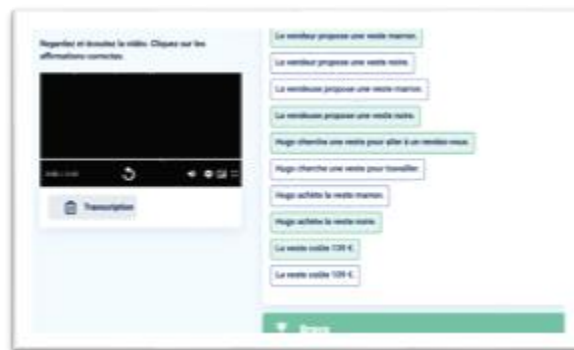 Regardez et écoutez la vidéo. Cliquez sur les
affirmations correctes.
Transcription
Le vendeur propose une veste marron.
Le vendeur propose une veste noire.
La vendeuse propose une veste marron.
La vendeuse propose une veste noire.
Hugo cherche une veste pour aller à un rendez-vous.
Hugo cherche une veste pour travailler.
Hugo achète la veste marron.
Hugo achète la veste noire.
La veste coûte 139 €.
La veste coûte 109 €.
Bravo